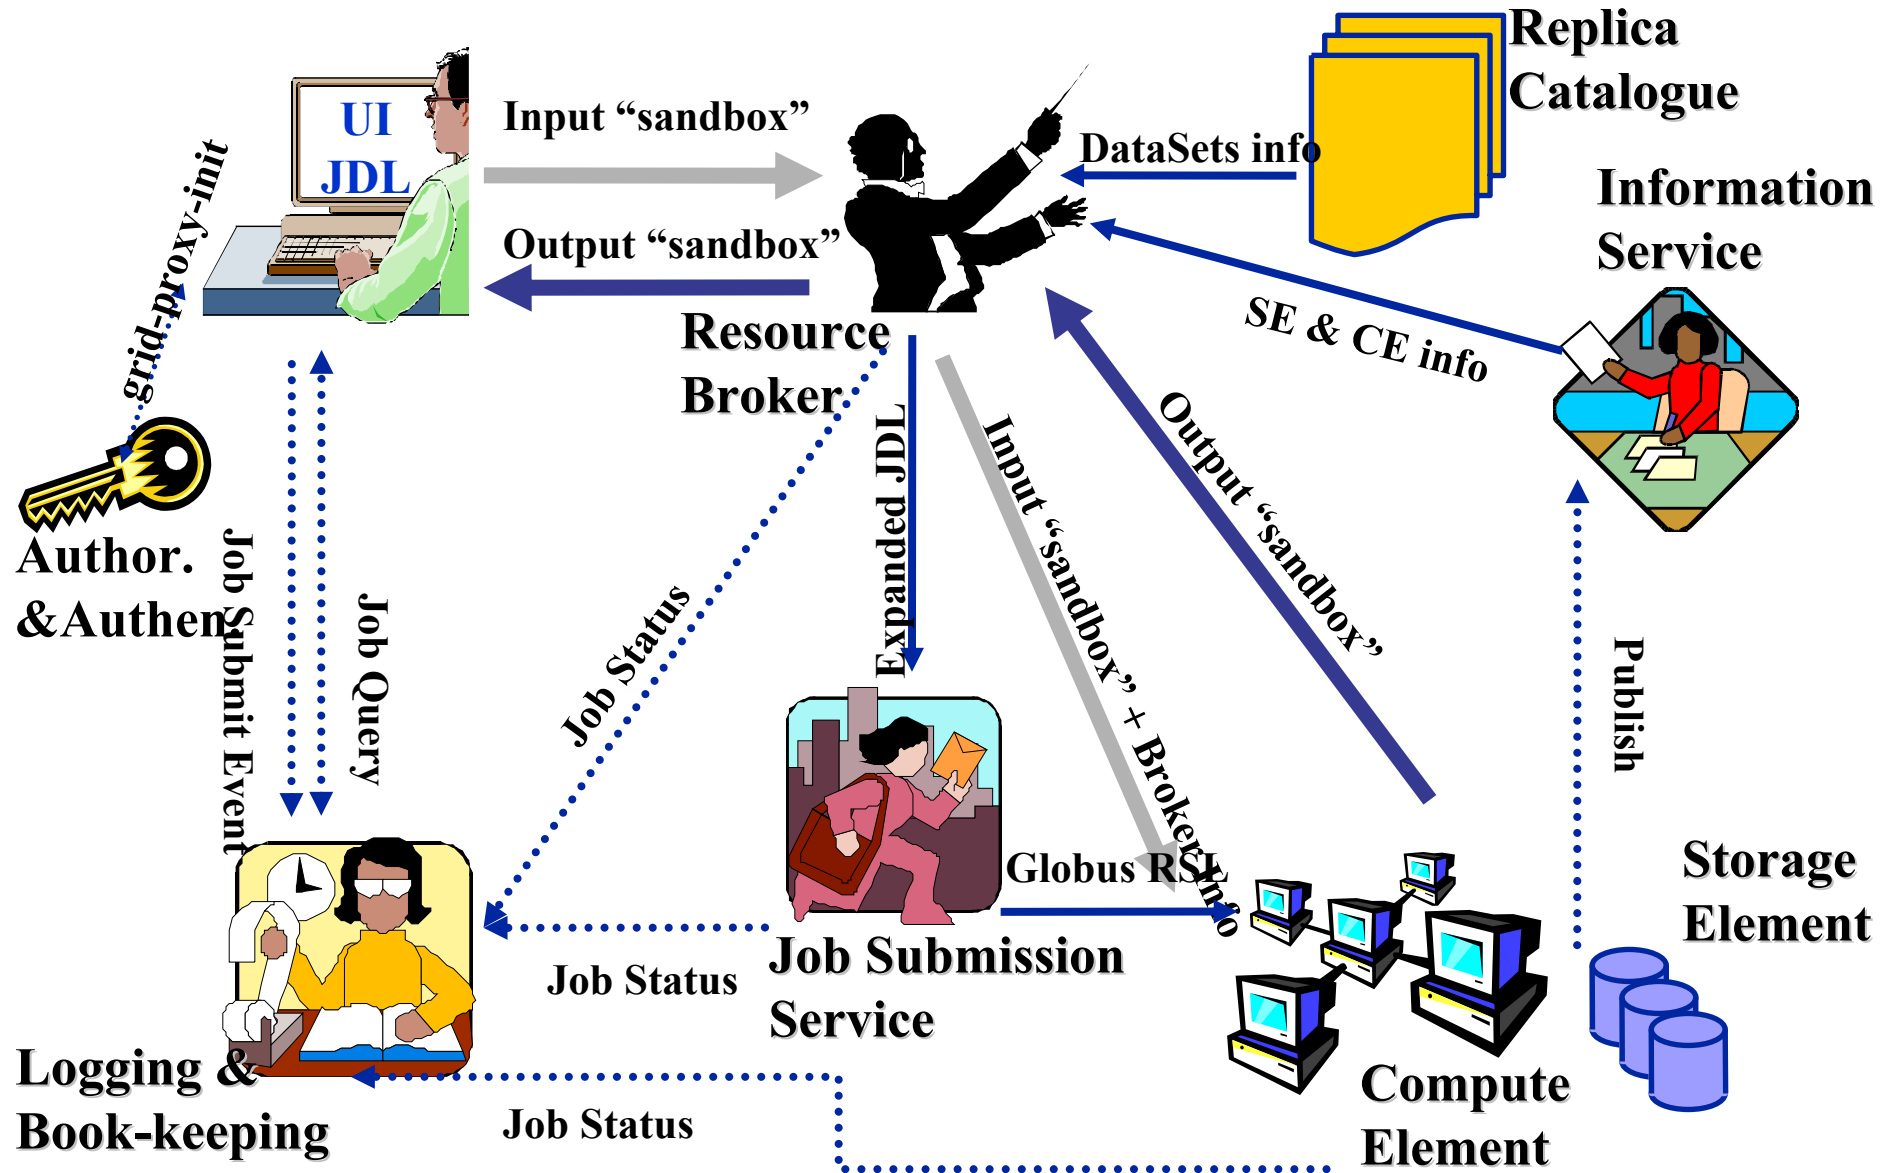 Replica
Catalogue
UI
JDL
Input “sandbox”
DataSets info
Information
Service
grid-proxy-init
Output “sandbox”
SE & CE info
Resource
Broker
Expanded JDL
Input “sandbox” + Broker Info
Output “sandbox”
Author.
&Authen.
Job Submit Event
Job Query
Job Status
Publish
Globus RSL
Storage
Element
Job Status
Job Submission
Service
Logging &
Book-keeping
Job Status
Compute
Element